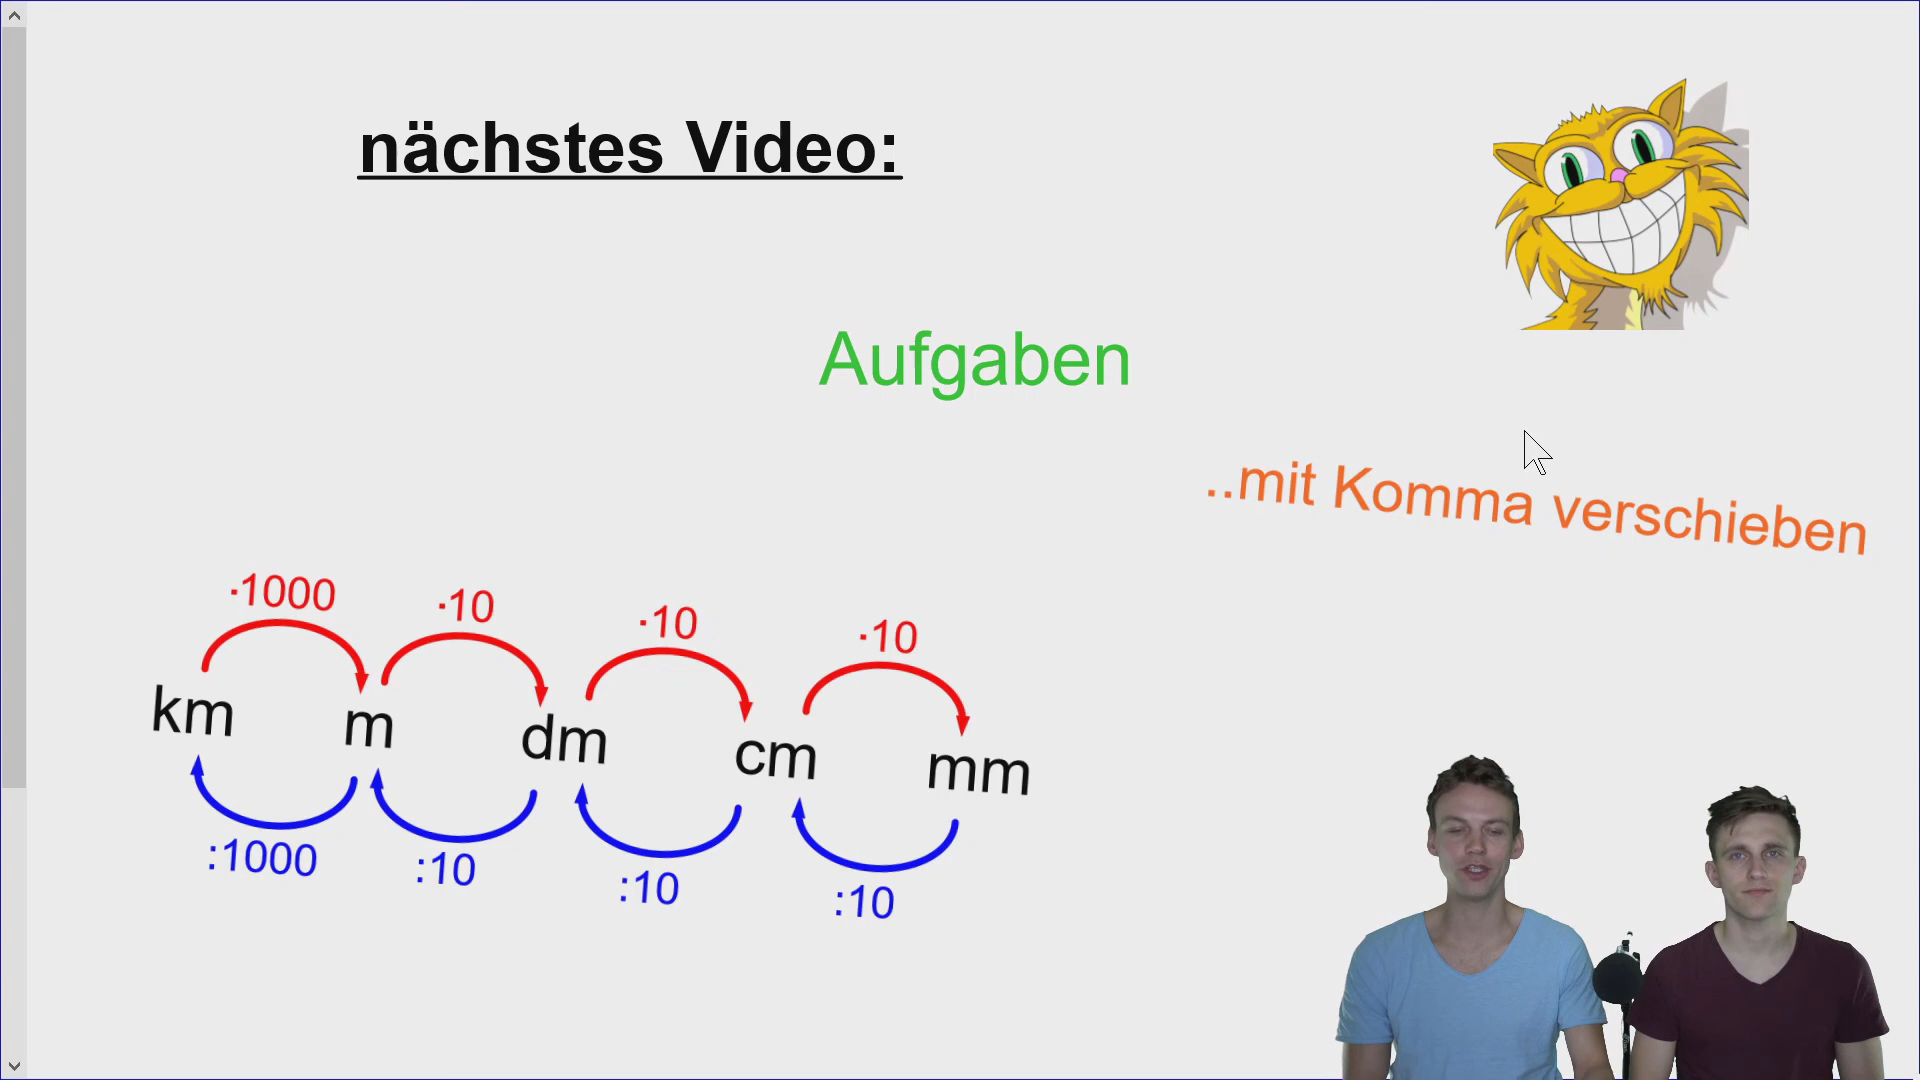 nächstes Video:
Aufgaben
..mit Komma verschieben
·1000 ·10 ·10 ·10
km m dm cm mm
:1000 :10 :10 :10